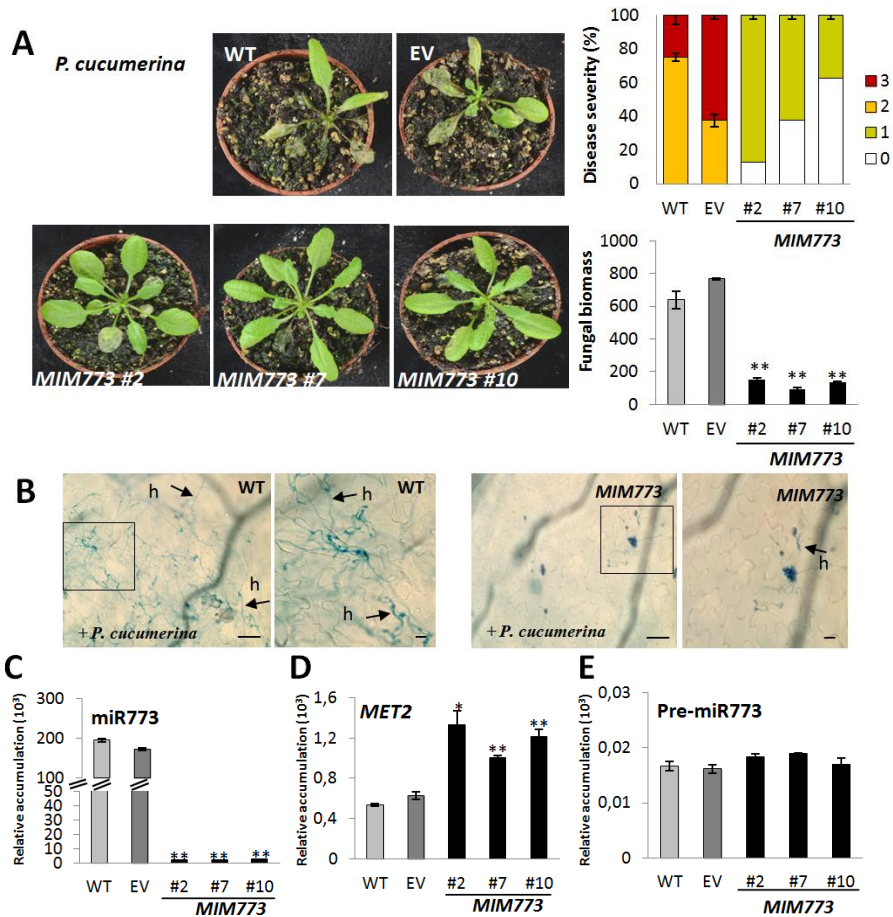 A
P. cucumerina
WT
EV
MIM773 #2
MIM773 #7
MIM773 #10
Disease severity (%)
100
80
60
40
20
0
3
2
1
0
WT EV #2 #7 #10
MIM773
Fungal biomass
1000
800
600
400
200
0
** ** **
WT EV #2 #7 #10
MIM773
B
h
WT
h
+ P. cucumerina
WT
h
h
MIM773
+ P. cucumerina
MIM773
h
C
miR773
Relative accumulation (10³)
300
200
100
50
40
30
20
10
0
** ** **
WT EV #2 #7 #10
MIM773
D
MET2
Relative accumulation (10³)
1,6
1,2
0,8
0,4
0
* ** **
WT EV #2 #7 #10
MIM773
E
Pre-miR773
Relative accumulation (10³)
0,03
0,02
0,01
0
WT EV #2 #7 #10
MIM773